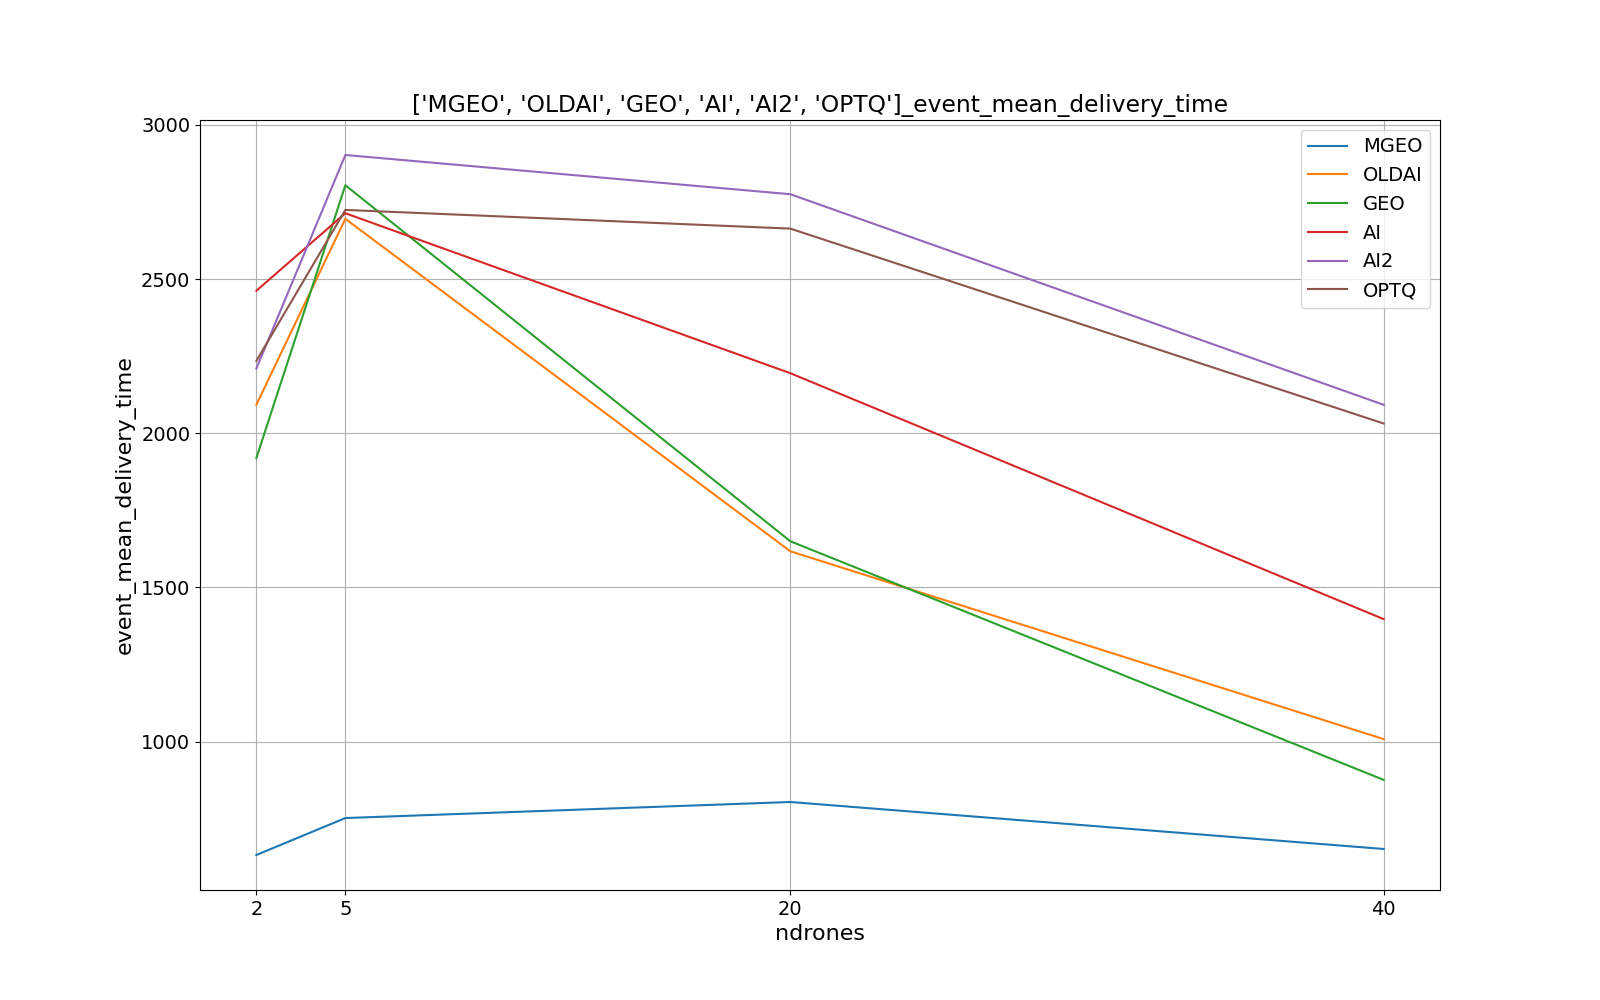 ['MGEO', 'OLDAI', 'GEO', 'AI', 'AI2', 'OPTQ']_event_mean_delivery_time
3000
2500
2000
1500
1000
event_mean_delivery_time
MGEO
OLDAI
GEO
AI
AI2
OPTQ
2 5 20 40
ndrones